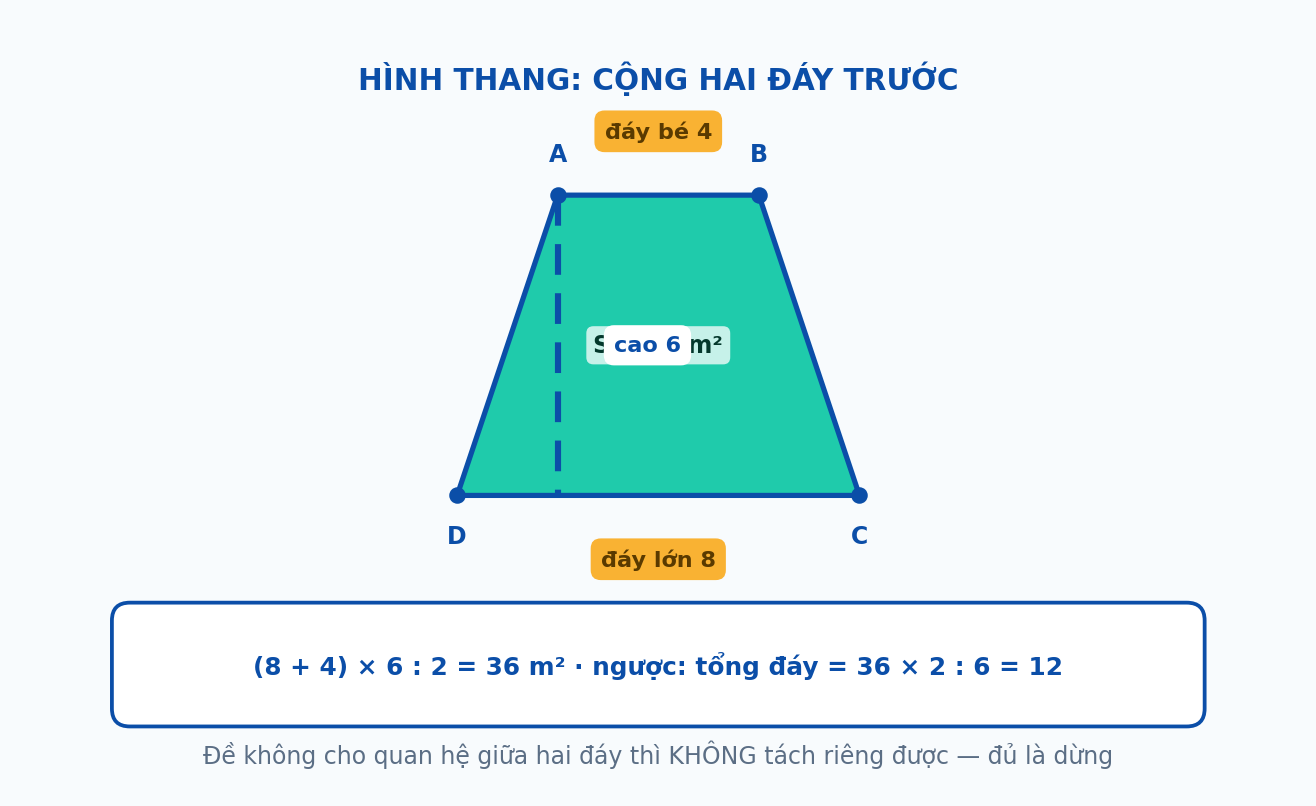 HÌNH THANG: CỘNG HAI ĐÁY TRƯỚC
đáy bé 4
A
B
S
cao 6
m²
D
C
đáy lớn 8
(8 + 4) × 6 : 2 = 36 m² · ngược: tổng đáy = 36 × 2 : 6 = 12
Đề không cho quan hệ giữa hai đáy thì KHÔNG tách riêng được — đủ là dừng